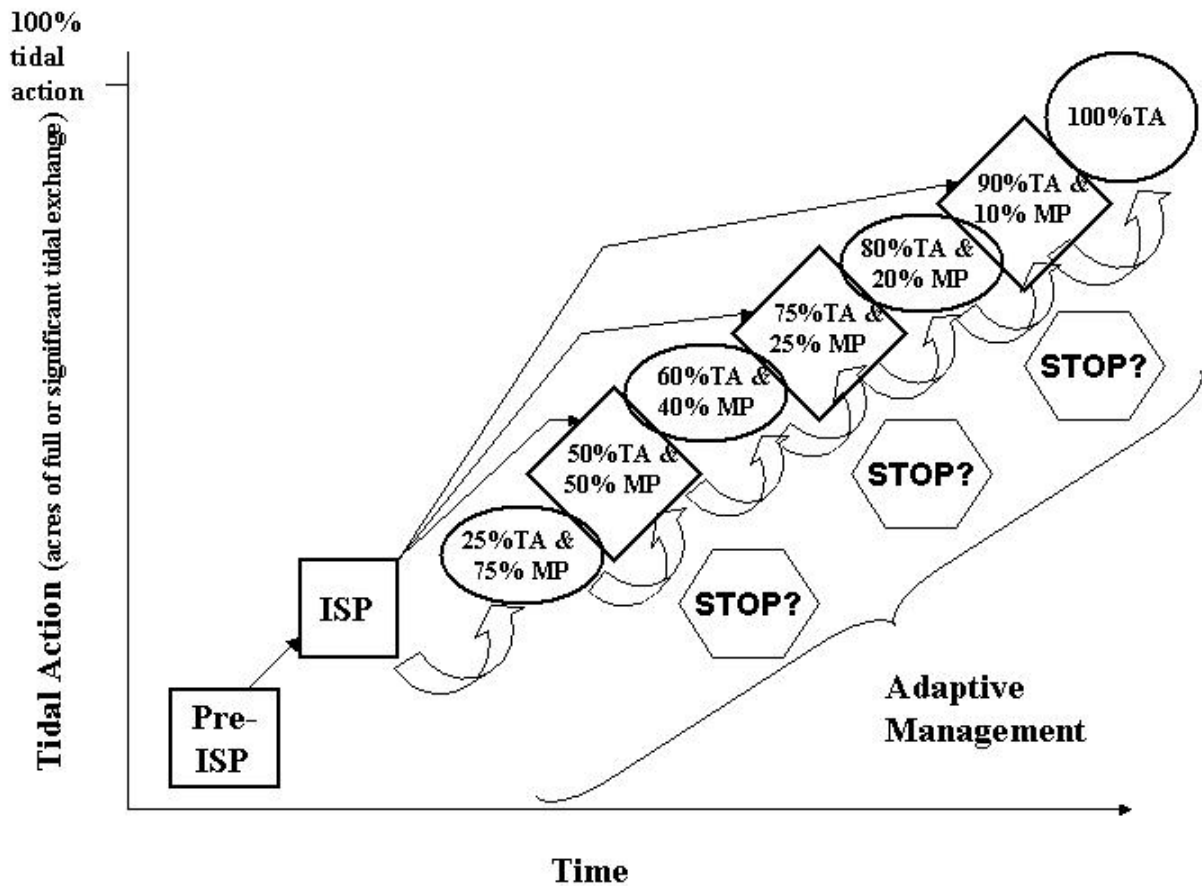 100%
tidal
action
Tidal Action (acres of full or significant tidal exchange)
100%TA
90%TA &
10% MP
80%TA &
20% MP
75%TA &
25% MP
STOP?
60%TA &
40% MP
50%TA &
50% MP
STOP?
25%TA &
75% MP
STOP?
ISP
Pre-
ISP
Adaptive
Management
Time